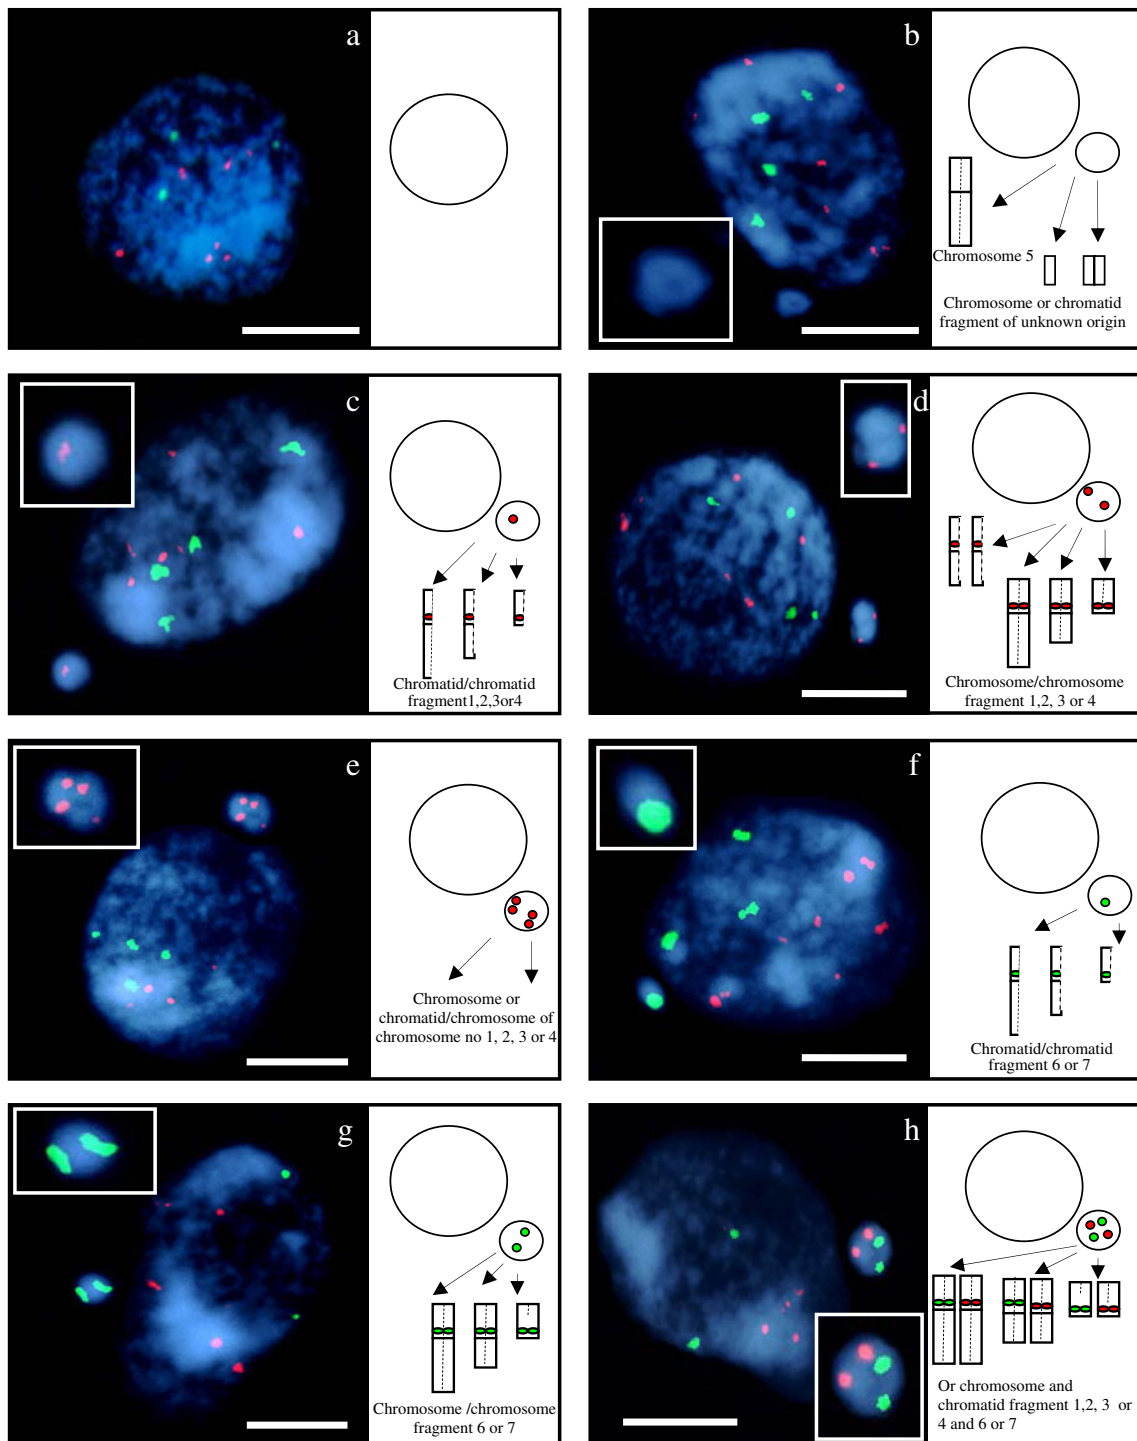 a
b
Chromosome 5
Chromosome or chromatid
fragment of unknown origin
c
Chromatid/chromatid
fragment1,2,3or4
d
Chromosome/chromosome
fragment 1,2, 3 or 4
e
Chromosome or
chromatid/chromosome of
chromosome no 1, 2, 3 or 4
f
Chromatid/chromatid
fragment 6 or 7
g
Chromosome /chromosome
fragment 6 or 7
h
Or chromosome and
chromatid fragment 1,2, 3 or
4 and 6 or 7